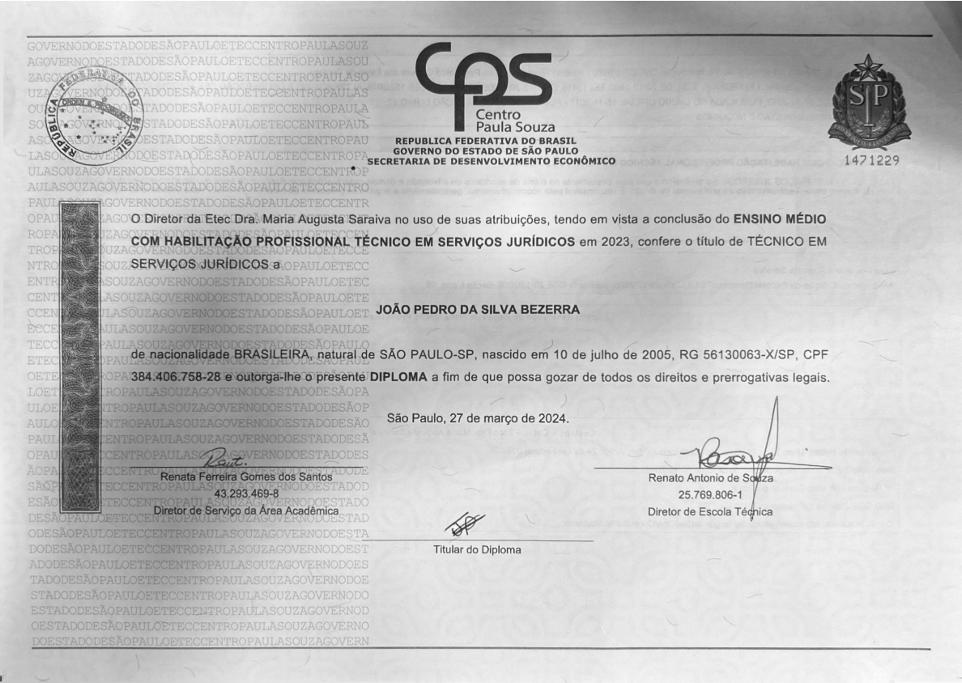 cps
Centro
Paula Souza
REPUBLICA FEDERATIVA DO BRASIL
GOVERNO DO ESTADO DE SÃO PAULO
SECRETARIA DE DESENVOLVIMENTO ECONÔMICO
REPÚBLICA FEDERATIVA DO BRASIL
SP
1471229
O Diretor da Etec Dra. Maria Augusta Saraiva no uso de suas atribuições, tendo em vista a conclusão do ENSINO MÉDIO
COM HABILITAÇÃO PROFISSIONAL TÉCNICO EM SERVIÇOS JURÍDICOS em 2023, confere o título de TÉCNICO EM
SERVIÇOS JURÍDICOS a
JOÃO PEDRO DA SILVA BEZERRA
de nacionalidade BRASILEIRA, natural de SÃO PAULO-SP, nascido em 10 de julho de 2005, RG 56130063-X/SP, CPF
384.406.758-28 e outorga-lhe o presente DIPLOMA a fim de que possa gozar de todos os direitos e prerrogativas legais.
São Paulo, 27 de março de 2024.
Renata Ferreira Gomes dos Santos
43.293.469-8
Diretor de Serviço da Área Acadêmica
Renato Antonio de Souza
25.769.806-1
Diretor de Escola Técnica
Titular do Diploma